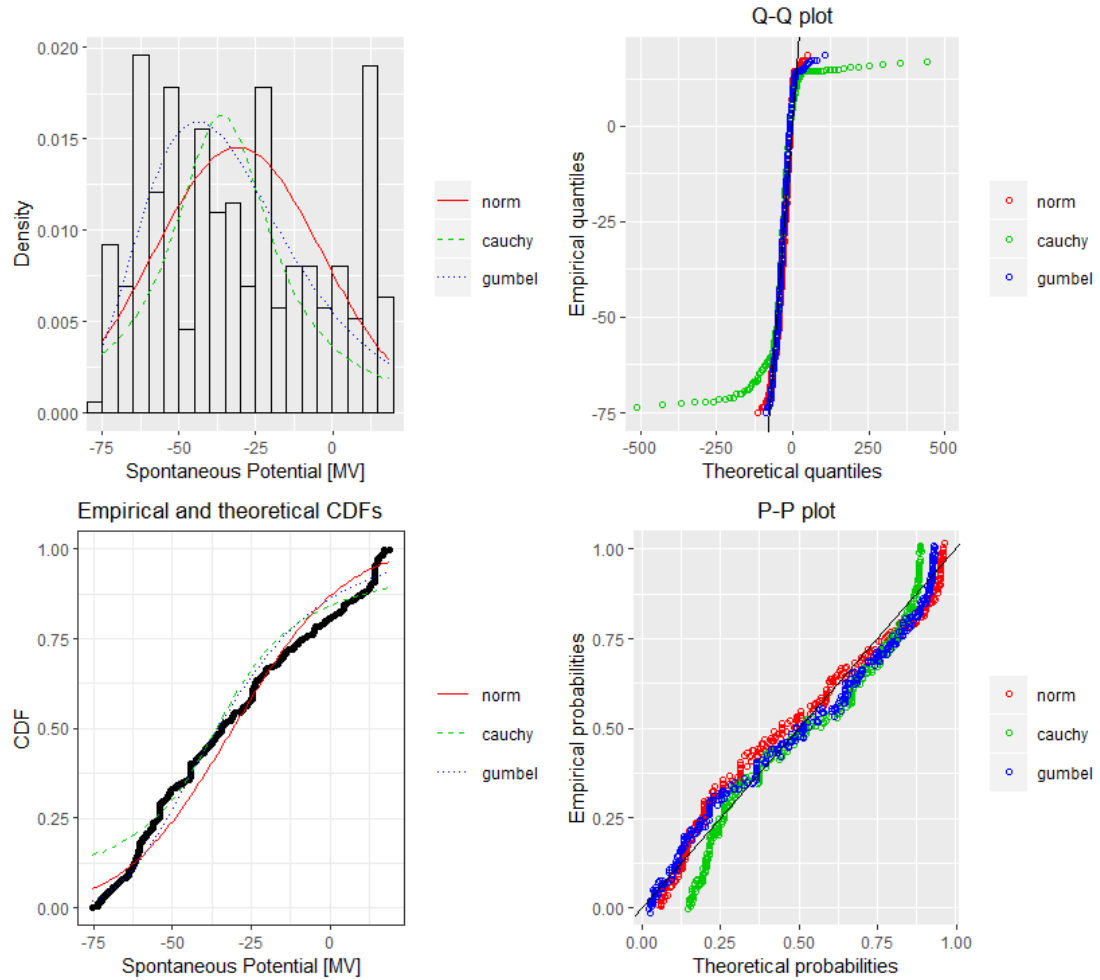 0.020
0.015
0.010
0.005
0.000
Density
-75 -50 -25 0
Spontaneous Potential [MV]
norm
cauchy
gumbel
Q-Q plot
0
-25
-50
-75
Empirical quantiles
-500 -250 0 250 500
Theoretical quantiles
norm
cauchy
gumbel
Empirical and theoretical CDFs
1.00
0.75
0.50
0.25
0.00
CDF
-75 -50 -25 0
Spontaneous Potential [MV]
norm
cauchy
gumbel
P-P plot
1.00
0.75
0.50
0.25
0.00
Empirical probabilities
0.00 0.25 0.50 0.75 1.00
Theoretical probabilities
norm
cauchy
gumbel